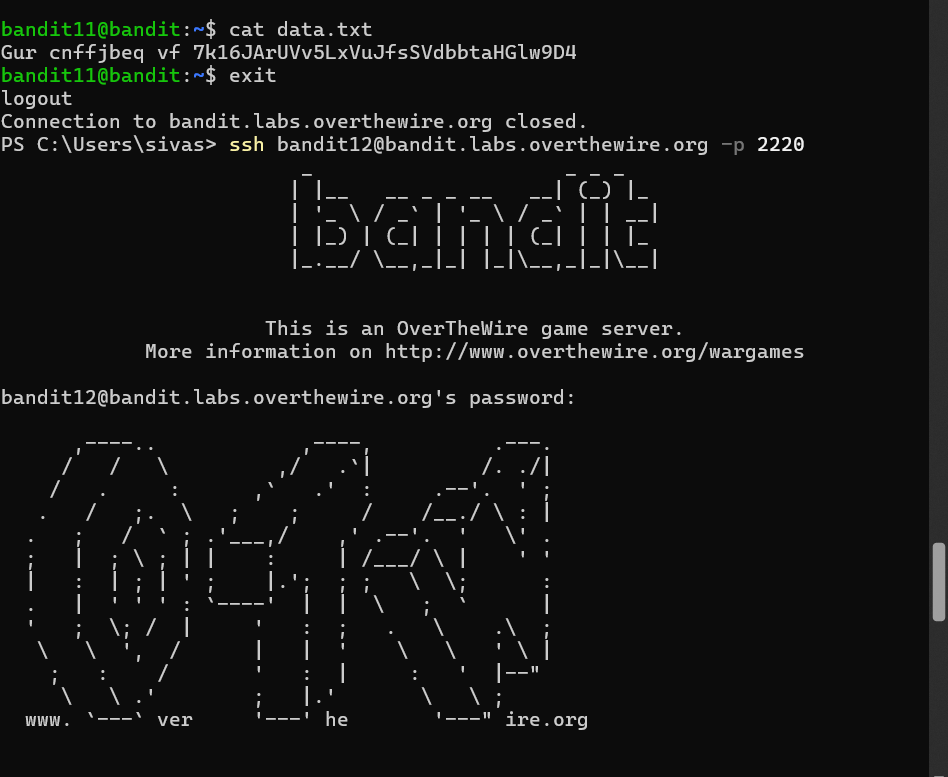 bandit11@bandit:~$ cat data.txt
Gur cnffjbeq vf 7k16JArUVv5LxVuJfsSVdbbtaHGlw9D4
bandit11@bandit:~$ exit
logout
Connection to bandit.labs.overthewire.org closed.
PS C:\Users\sivas> ssh bandit12@bandit.labs.overthewire.org -p 2220
bandit
This is an OverTheWire game server.
More information on http://www.overthewire.org/wargames
bandit12@bandit.labs.overthewire.org's password:
www. ver he ire.org